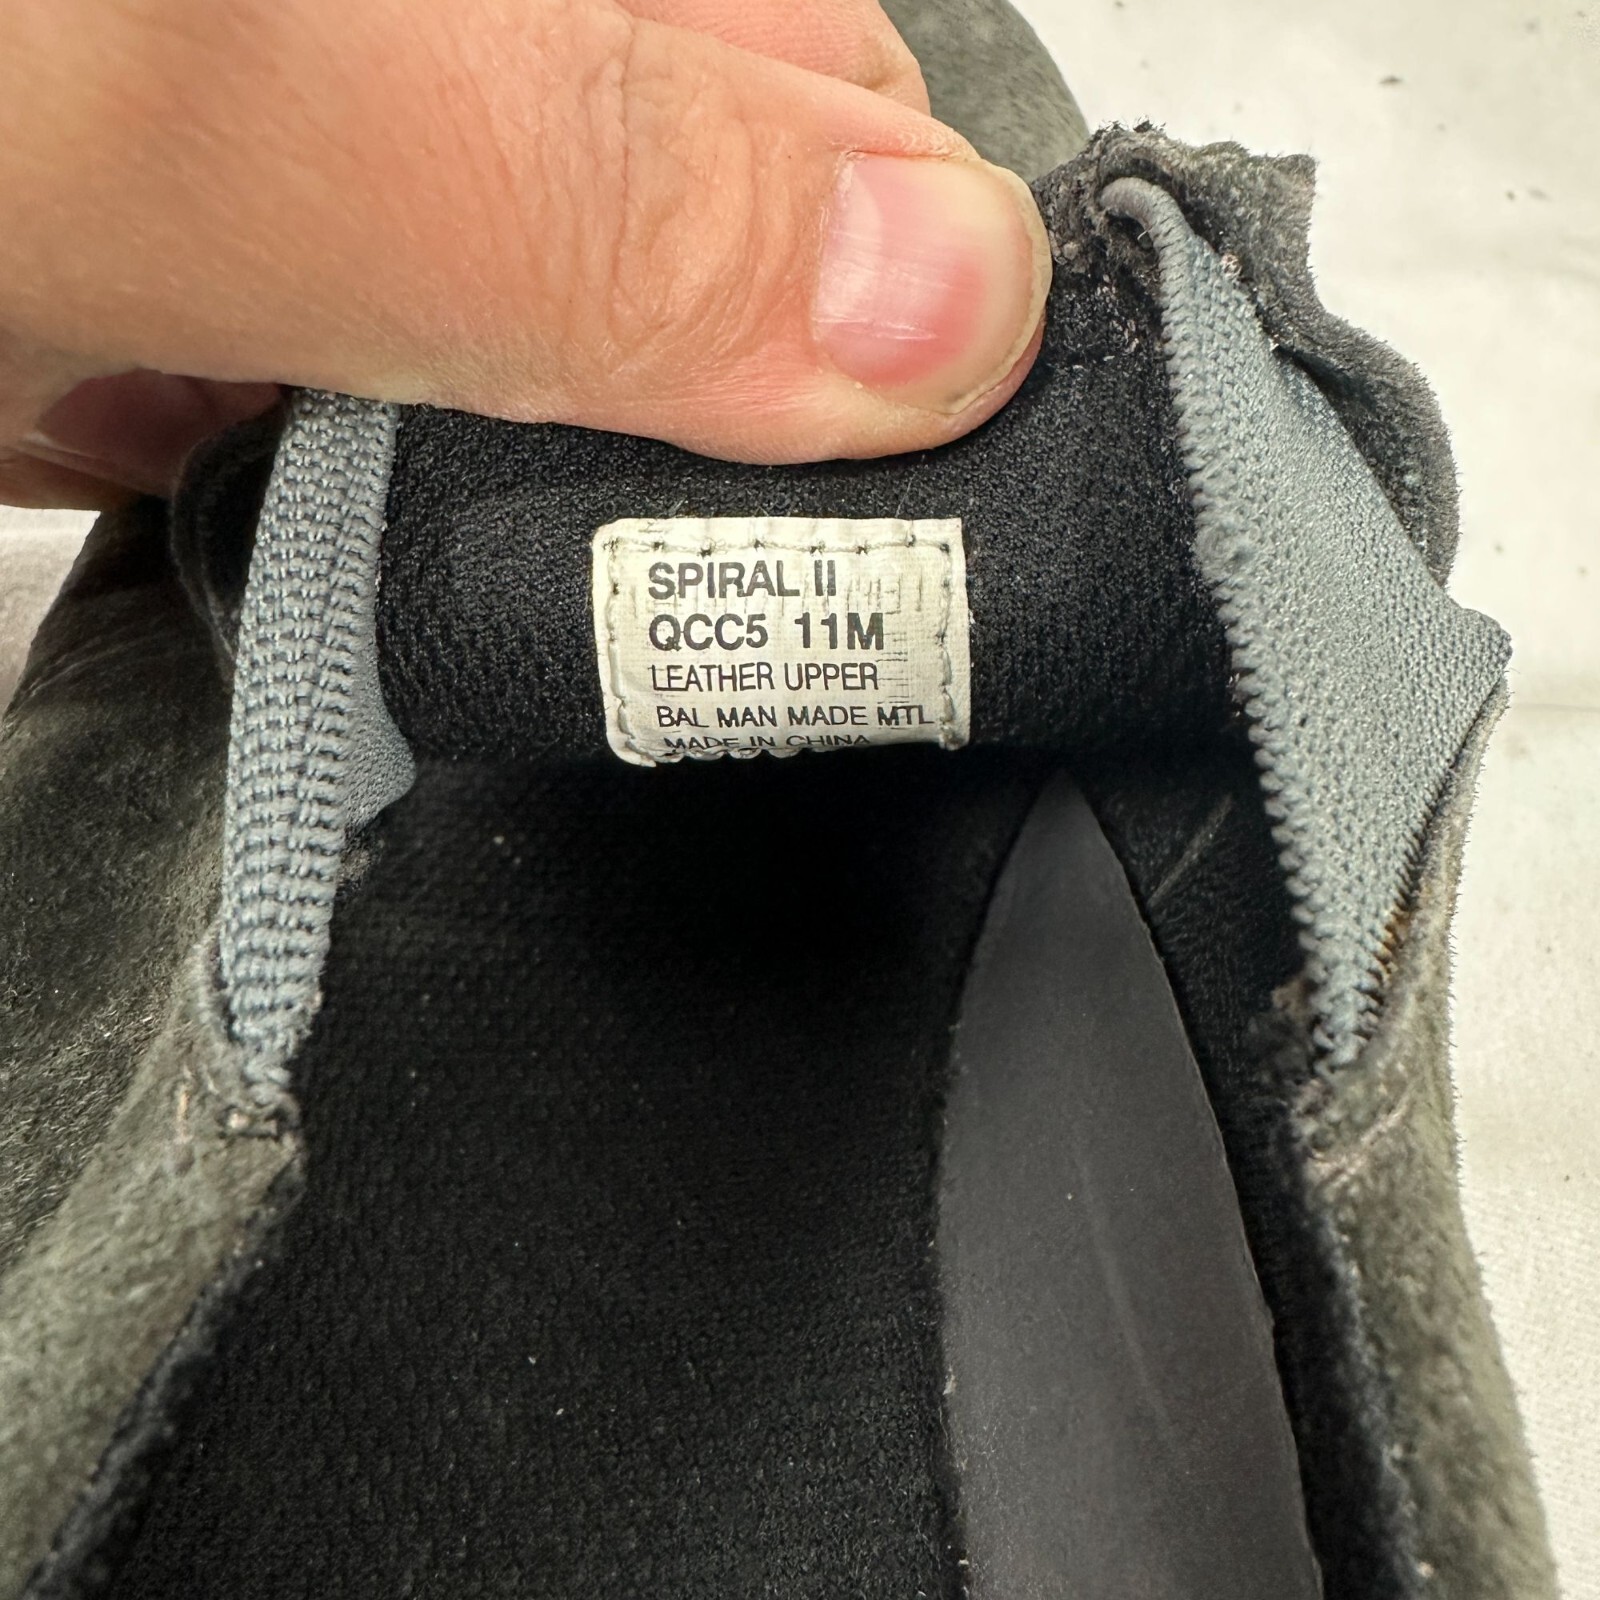 SPIRAL II
QCC5 11M
LEATHER UPPER
BAL MAN MADE MTL
MADE IN CHINA